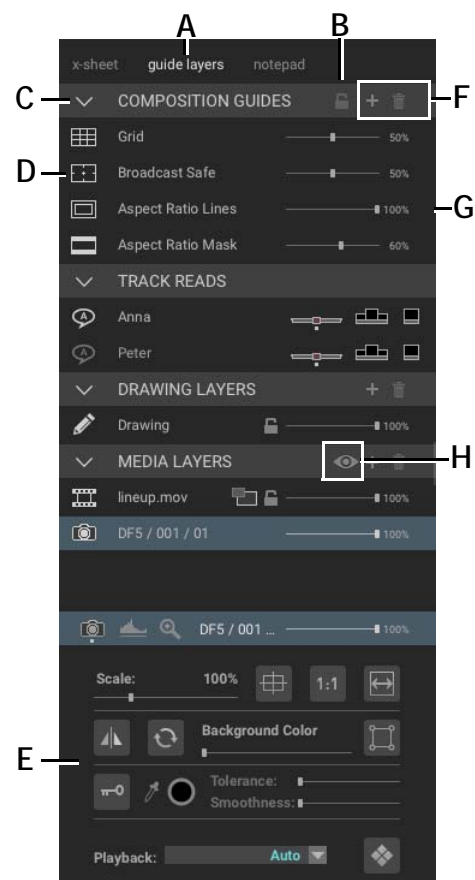 A
B
x-sheet guide layers notepad
C COMPOSITION GUIDES F
Grid 50%
D Broadcast Safe 50%
Aspect Ratio Lines 100% G
Aspect Ratio Mask 60%
TRACK READS
A Anna
A Peter
DRAWING LAYERS
Drawing 100%
MEDIA LAYERS H
lineup.mov 100%
DF5 / 001 / 01 100%
DF5 / 001 ... 100%
Scale: 100% 1:1
Background Color
E
Tolerance:
Smoothness:
Playback: Auto